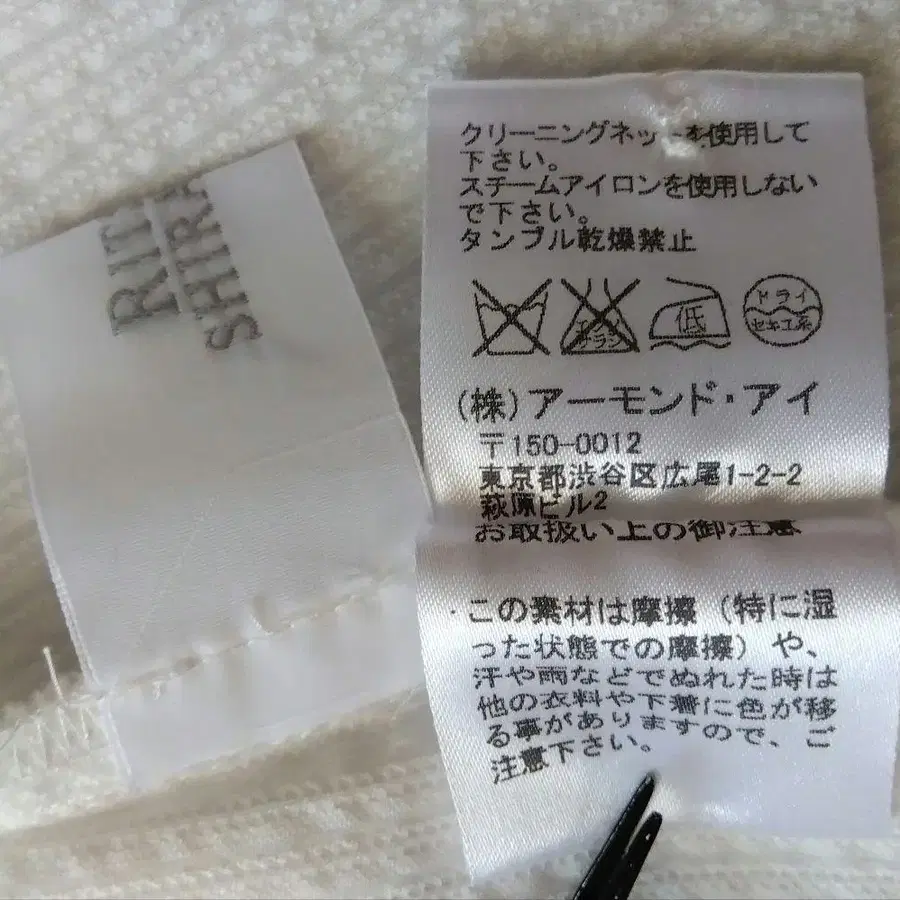 クリーニングネットを使用して
下さい。
スチームアイロンを使用しない
で下さい。
タンブル乾燥禁止
エンソ
サラシ
低
ドライ
セキユ系
(株)アーモンド・アイ
〒150-0012
東京都渋谷区広尾1-2-2
萩原ビル2
お取扱い上の御注意
・この素材は摩擦(特に湿
った状態での摩擦)や、
汗や雨などでぬれた時は
他の衣料や下着に色が移
る事がありますので、ご
注意下さい。